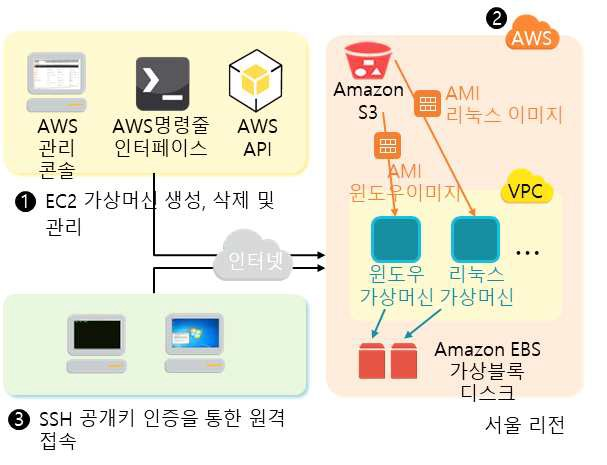 AWS
관리
콘솔
AWS명령줄
인터페이스
AWS
API
1 EC2 가상머신 생성, 삭제 및
관리
인터넷
3 SSH 공개키 인증을 통한 원격
접속
2
AWS
Amazon
S3
AMI
리눅스 이미지
AMI
윈도우이미지
VPC
...
윈도우
가상머신
리눅스
가상머신
Amazon EBS
가상블록
디스크
서울 리전